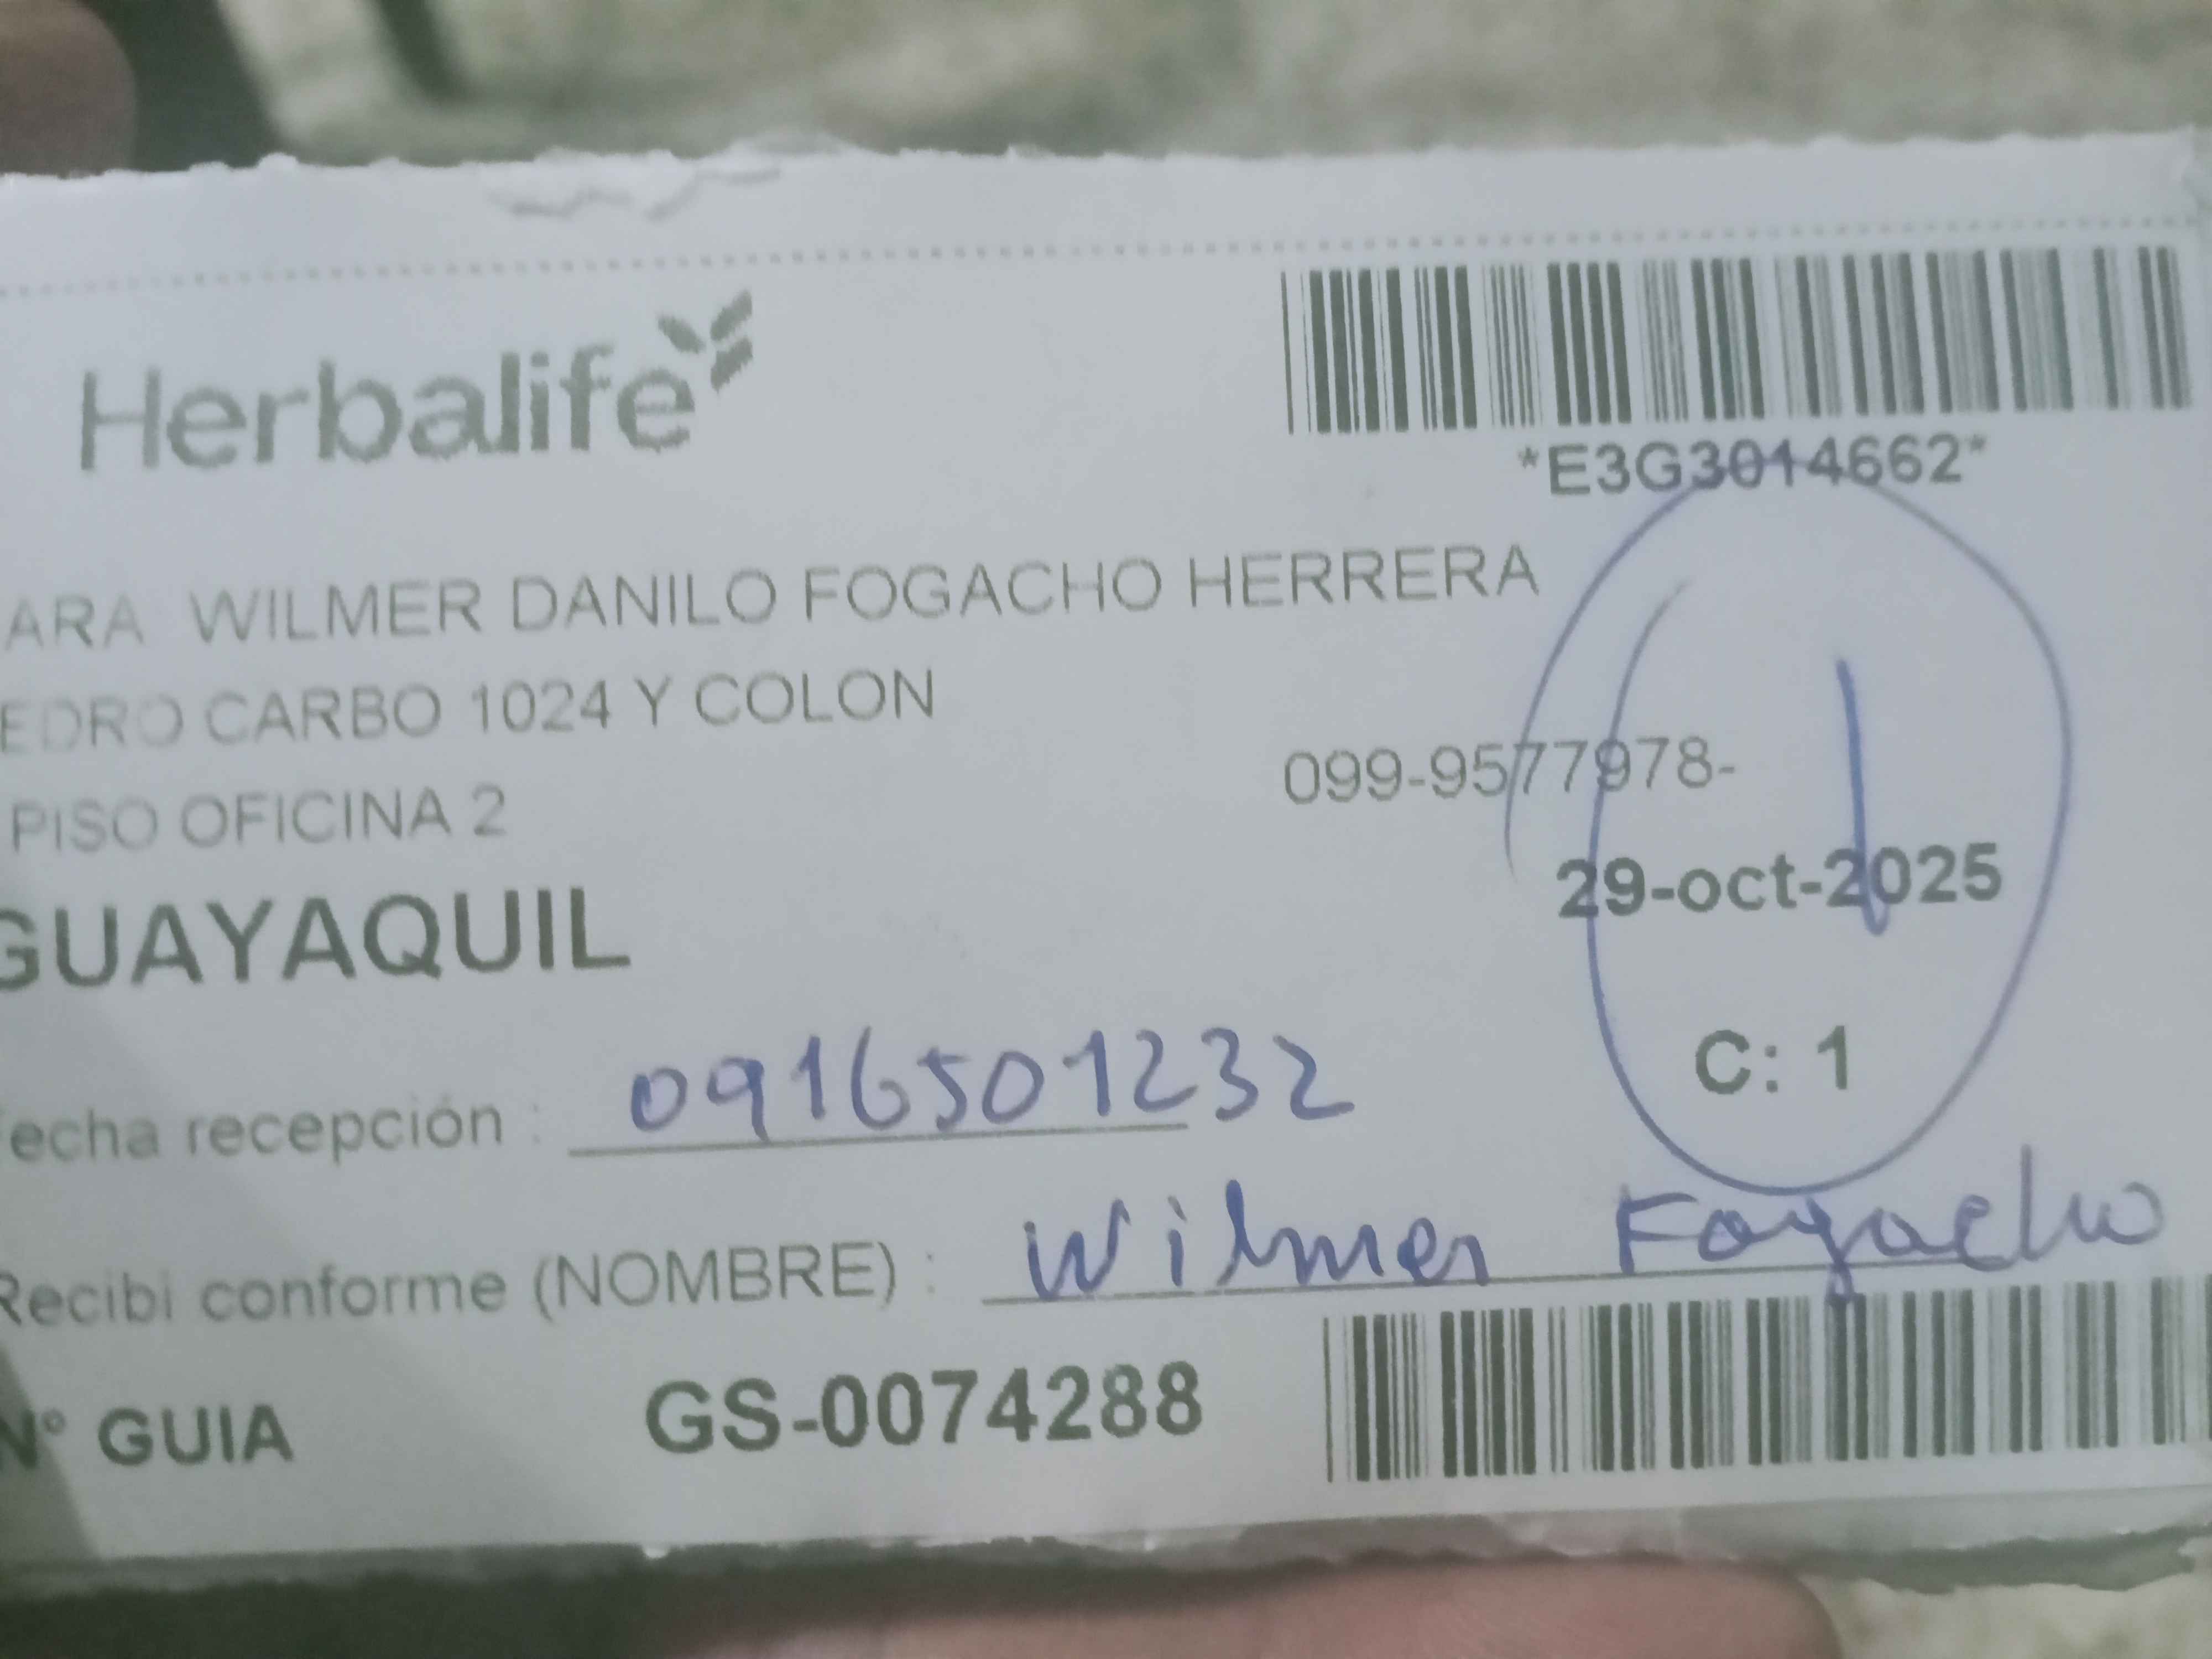 Herbalife
*E3G3014662*
ARA WILMER DANILO FOGACHO HERRERA
EDRO CARBO 1024 Y COLON
099-9577978-
PISO OFICINA 2
29-oct-2025
GUAYAQUIL
C: 1
Fecha recepción : 0916501232
Recibi conforme (NOMBRE) : Wilmer Fogacho
N° GUIA GS-0074288